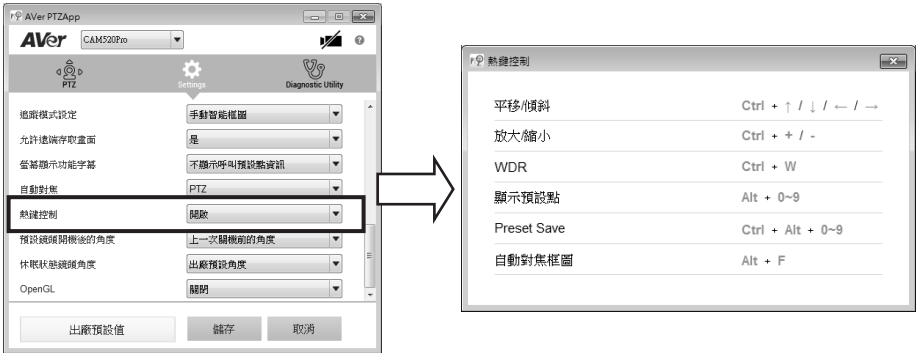 AVer PTZApp
AVer CAM520Pro
PTZ Settings Diagnostic Utility
追蹤模式設定 手動智能框圖
允許遠端存取畫面 是
螢幕顯示功能字幕 不顯示呼叫預設點資訊
自動對焦 PTZ
熱鍵控制 開啟
預設鏡頭開機後的角度 上一次關機前的角度
休眠狀態鏡頭角度 出廠預設角度
OpenGL 關閉
出廠預設值 儲存 取消
熱鍵控制
平移/傾斜 Ctrl + ↑ / ↓ / ← / →
放大/縮小 Ctrl + + / -
WDR Ctrl + W
顯示預設點 Alt + 0~9
Preset Save Ctrl + Alt + 0~9
自動對焦框圖 Alt + F